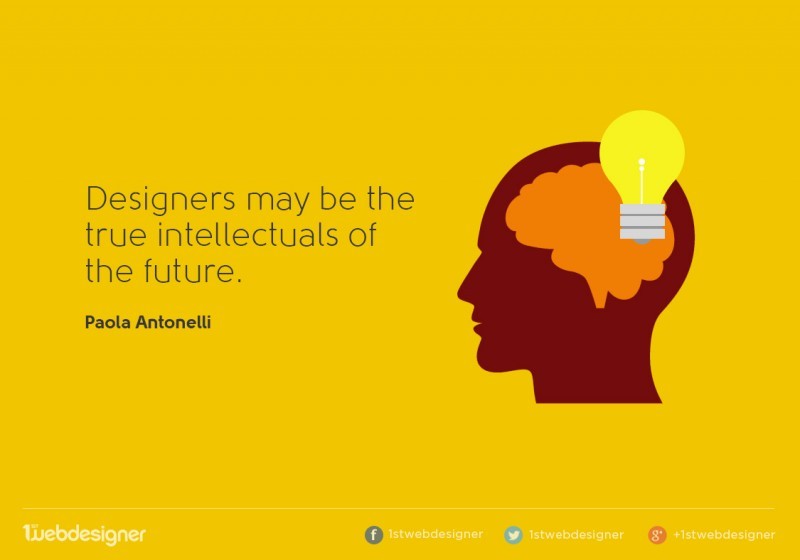 Designers may be the
true intellectuals of
the future.
Paola Antonelli
1stwebdesigner
f 1stwebdesigner
1stwebdesigner
g+ +1stwebdesigner